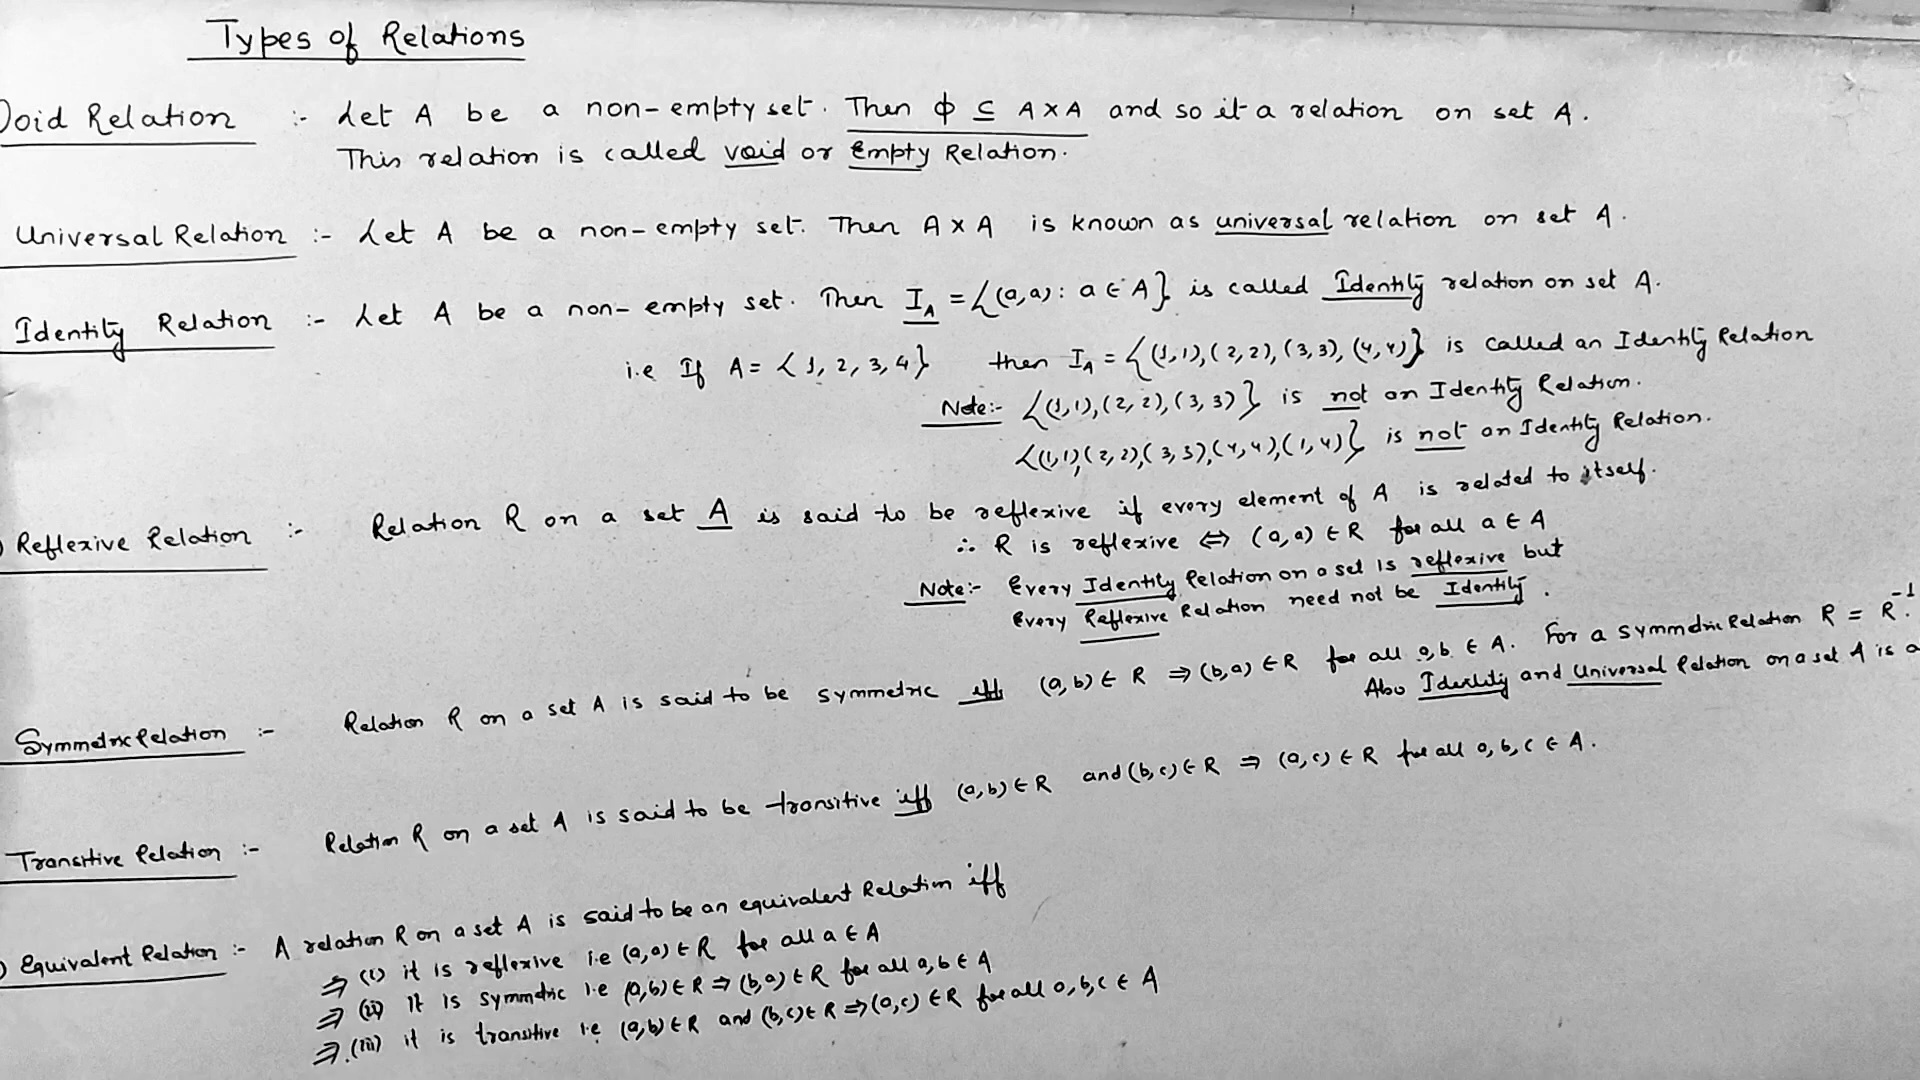 Types of Relations
Void Relation :- Let A be a non-empty set. Then ϕ ⊆ A×A and so it a relation on set A.
This relation is called void or Empty Relation.
Universal Relation :- Let A be a non-empty set. Then A×A is known as universal relation on set A.
Identity Relation :- Let A be a non-empty set. Then I_A = {(a,a): a ∈ A} is called Identity relation on set A.
i.e If A = {1, 2, 3, 4} then I_A = {(1,1), (2,2), (3,3), (4,4)} is called an Identity Relation
Note:- {(1,1), (2,2), (3,3)} is not an Identity Relation.
{(1,1), (2,2), (3,3), (4,4), (1,4)} is not an Identity Relation.
Reflexive Relation :- Relation R on a set A is said to be reflexive if every element of A is related to itself.
∴ R is reflexive ⇔ (a,a) ∈ R for all a ∈ A
Note:- Every Identity Relation on a set is reflexive but
Every Reflexive Relation need not be Identity.
Symmetric Relation :- Relation R on a set A is said to be symmetric iff (a,b) ∈ R ⇒ (b,a) ∈ R for all a,b ∈ A. For a symmetric Relation R = R⁻¹.
Also Identity and Universal Relation on a set A is a
Transitive Relation :- Relation R on a set A is said to be transitive iff (a,b) ∈ R and (b,c) ∈ R ⇒ (a,c) ∈ R for all a,b,c ∈ A.
Equivalent Relation :- A relation R on a set A is said to be an equivalent Relation iff
⇒ (i) it is reflexive i.e (a,a) ∈ R for all a ∈ A
⇒ (ii) It is symmetric i.e (a,b) ∈ R ⇒ (b,a) ∈ R for all a,b ∈ A
⇒ (iii) it is transitive i.e (a,b) ∈ R and (b,c) ∈ R ⇒ (a,c) ∈ R for all a,b,c ∈ A